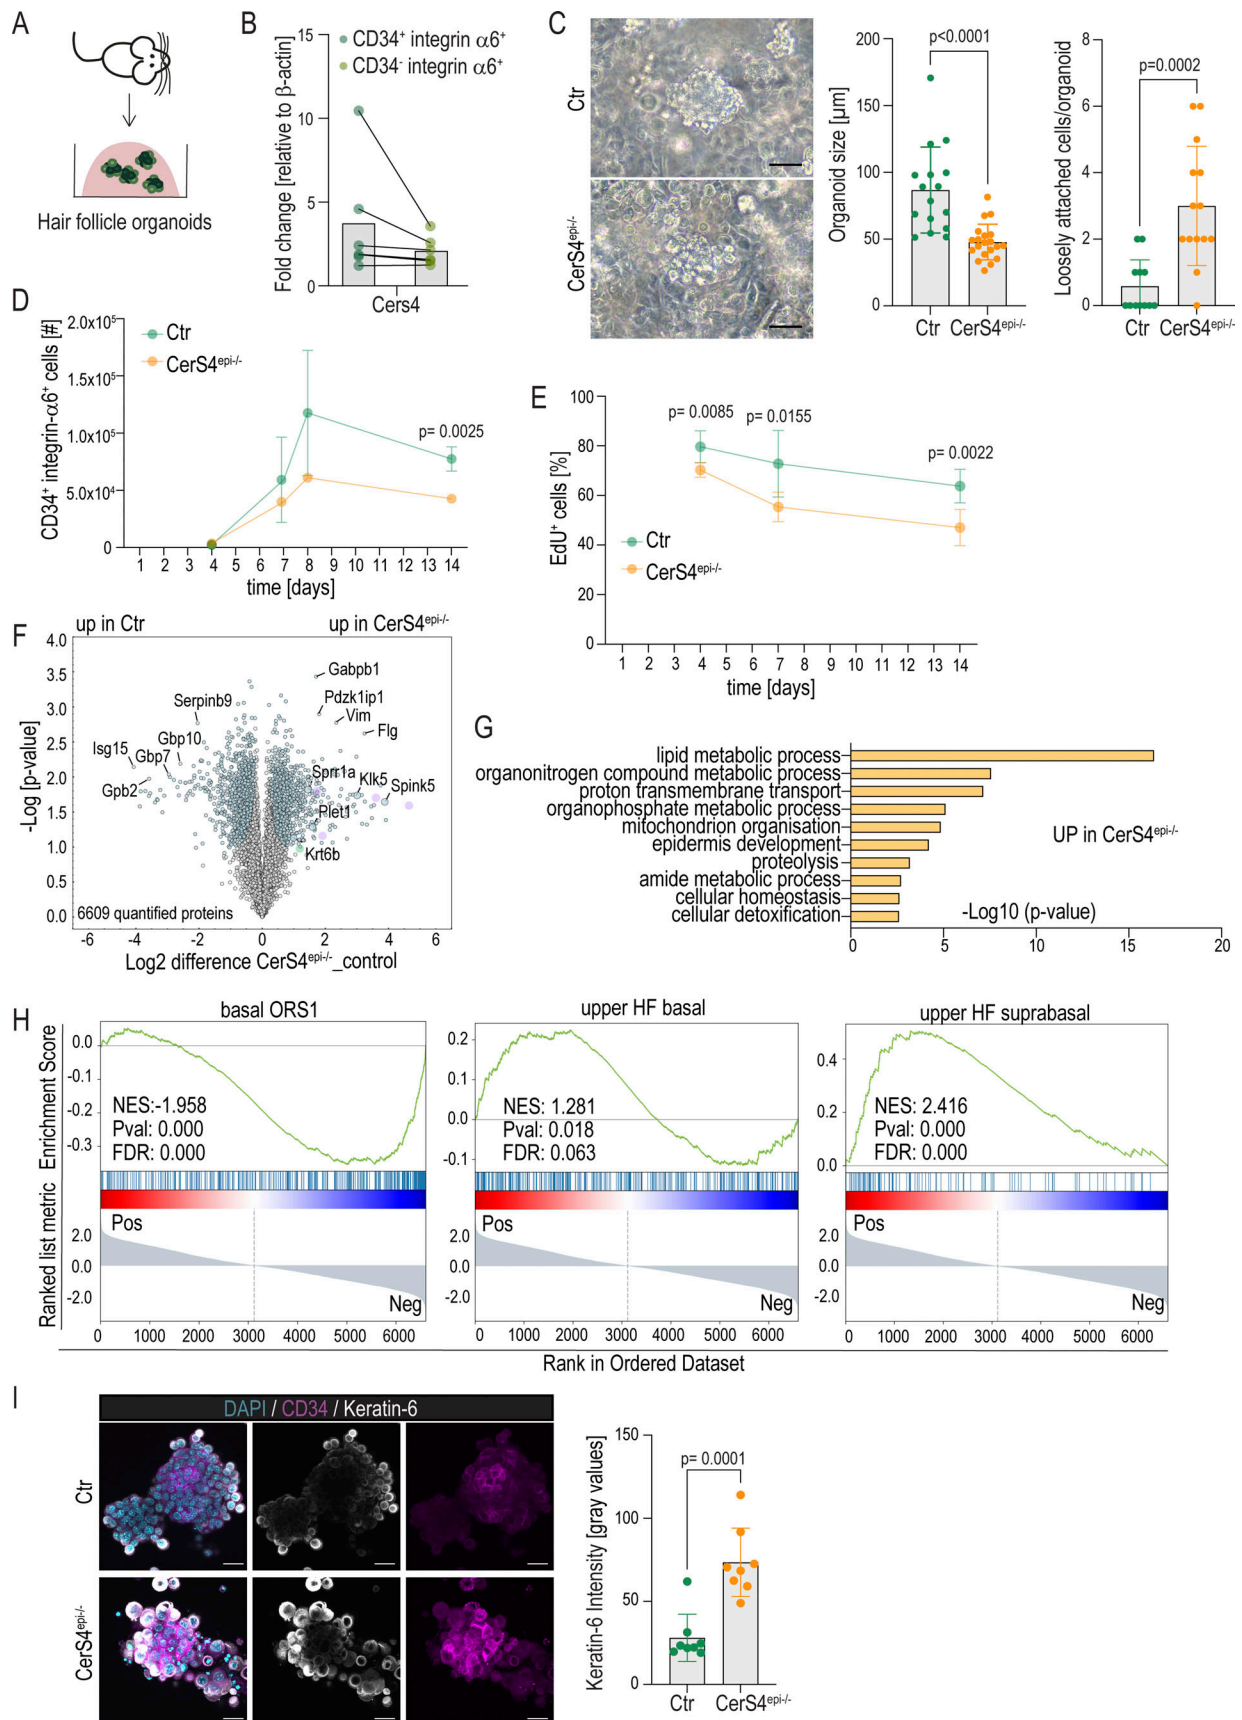 A
Hair follicle organoids
B
CD34⁺ integrin α6⁺
CD34⁻ integrin α6⁺
Fold change [relative to β-actin]
15
10
5
0
Cers4
C
Ctr
CerS4epi-/-
p<0.0001
Organoid size [µm]
200
150
100
50
0
Ctr CerS4epi-/-
p=0.0002
Loosely attached cells/organoid
8
6
4
2
0
Ctr CerS4epi-/-
D
Ctr
CerS4epi-/-
CD34⁺ integrin-α6⁺ cells [#]
2.0x10⁵
1.5x10⁵
1.0x10⁵
5.0x10⁴
0
p= 0.0025
1 2 3 4 5 6 7 8 9 10 11 12 13 14
time [days]
E
EdU⁺ cells [%]
100
80
60
40
20
0
p= 0.0085 p= 0.0155
p= 0.0022
Ctr
CerS4epi-/-
1 2 3 4 5 6 7 8 9 10 11 12 13 14
time [days]
F
up in Ctr up in CerS4epi-/-
-Log [p-value]
4.0
3.5
3.0
2.5
2.0
1.5
1.0
0.5
0.0
Gabpb1
Pdzk1ip1
Vim
Flg
Serpinb9
Gbp10
Isg15
Gbp7
Gpb2
Sprr1a
Klk5
Spink5
Plet1
Krt6b
6609 quantified proteins
-6 -4 -2 0 2 4 6
Log2 difference CerS4epi-/-_control
G
lipid metabolic process
organonitrogen compound metabolic process
proton transmembrane transport
organophosphate metabolic process
mitochondrion organisation
epidermis development
proteolysis
amide metabolic process
cellular homeostasis
cellular detoxification
UP in CerS4epi-/-
-Log10 (p-value)
0 5 10 15 20
H
Enrichment Score
Ranked list metric
basal ORS1
0.0
-0.1
-0.2
-0.3
NES:-1.958
Pval: 0.000
FDR: 0.000
Pos
Neg
2.0
0.0
-2.0
0 1000 2000 3000 4000 5000 6000
upper HF basal
0.2
0.1
0.0
-0.1
NES: 1.281
Pval: 0.018
FDR: 0.063
Pos
Neg
2.0
0.0
-2.0
0 1000 2000 3000 4000 5000 6000
upper HF suprabasal
0.4
0.2
0.0
NES: 2.416
Pval: 0.000
FDR: 0.000
Pos
Neg
2.0
0.0
-2.0
0 1000 2000 3000 4000 5000 6000
Rank in Ordered Dataset
I
DAPI / CD34 / Keratin-6
Ctr
CerS4epi-/-
Keratin-6 Intensity [gray values]
150
100
50
0
p= 0.0001
Ctr CerS4epi-/-